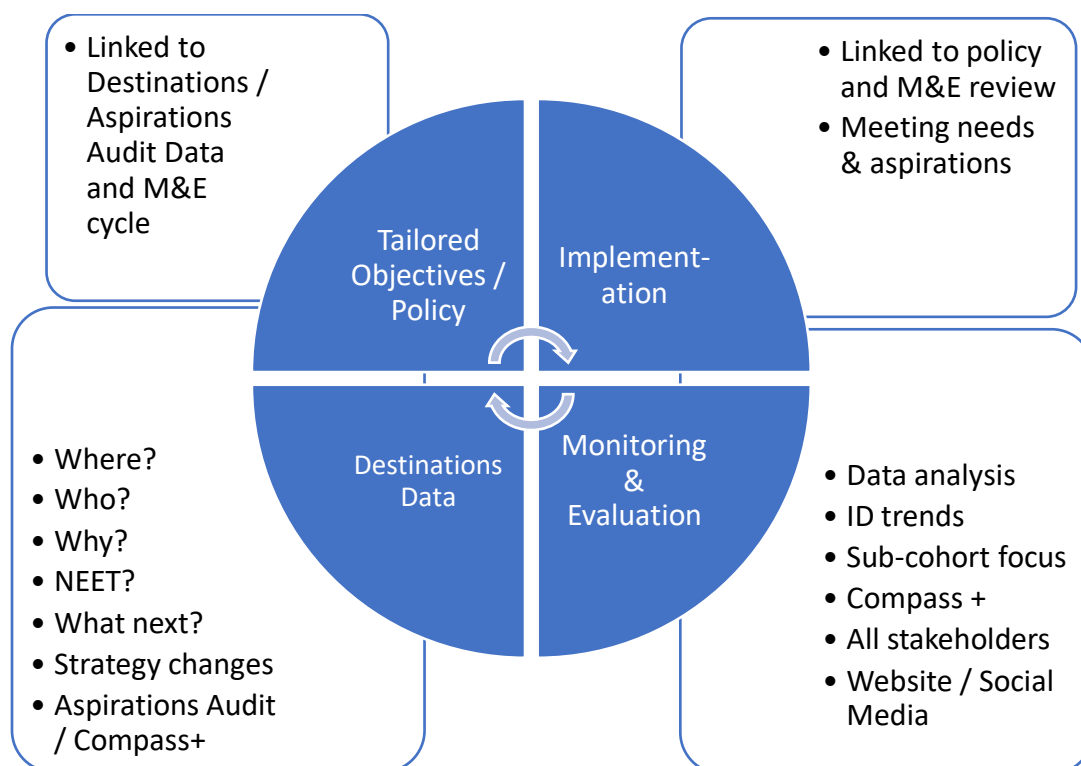 • Linked to
Destinations /
Aspirations
Audit Data
and M&E
cycle
• Linked to policy
and M&E review
• Meeting needs
& aspirations
Tailored
Objectives /
Policy
Implement-
ation
Destinations
Data
Monitoring
&
Evaluation
• Where?
• Who?
• Why?
• NEET?
• What next?
• Strategy changes
• Aspirations Audit
/ Compass+
• Data analysis
• ID trends
• Sub-cohort focus
• Compass +
• All stakeholders
• Website / Social
Media